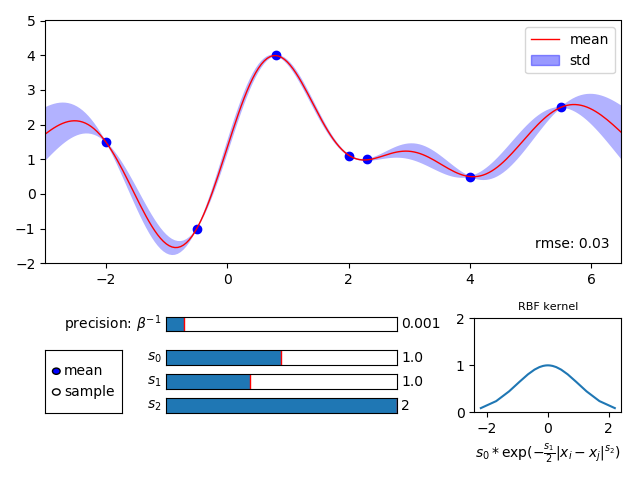 5
4
3
2
1
0
−1
−2
mean
std
rmse: 0.03
−2 0 2 4 6
precision: β⁻¹ 0.001
s₀ 1.0
s₁ 1.0
s₂ 2
mean
sample
RBF kernel
2
1
0
−2 0 2
s₀ * exp(−s₁/2 |xᵢ − xⱼ|^s₂)